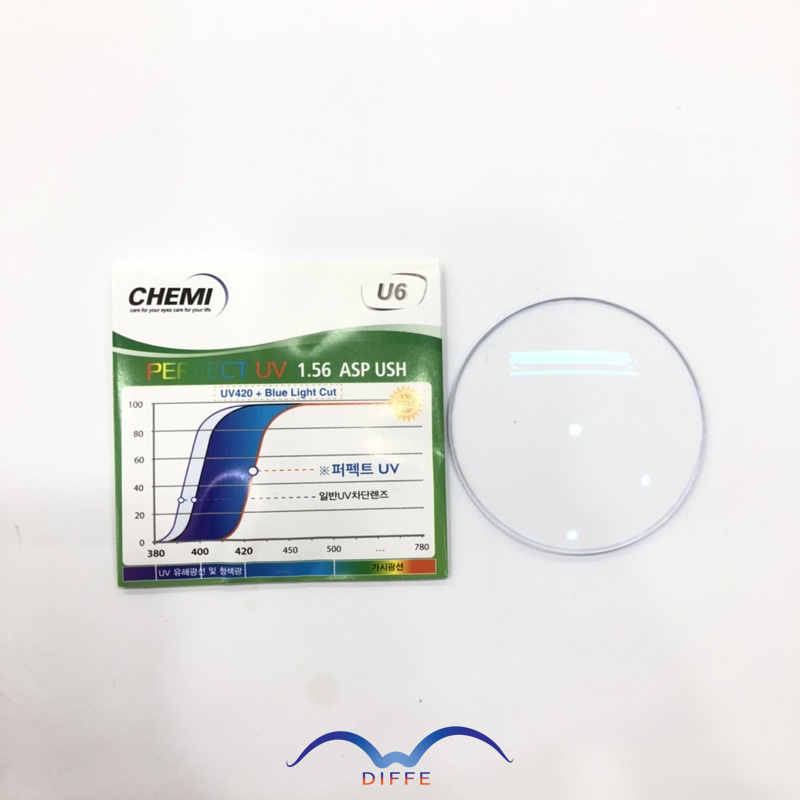 CHEMI
care for your eyes care for your life
U6
PERFECT UV 1.56 ASP USH
UV420 + Blue Light Cut
100
80
60
40
20
0
※퍼펙트 UV
일반UV차단렌즈
380 400 420 450 500 ... 780
UV 유해광선 및 청색광
가시광선
DIFFE